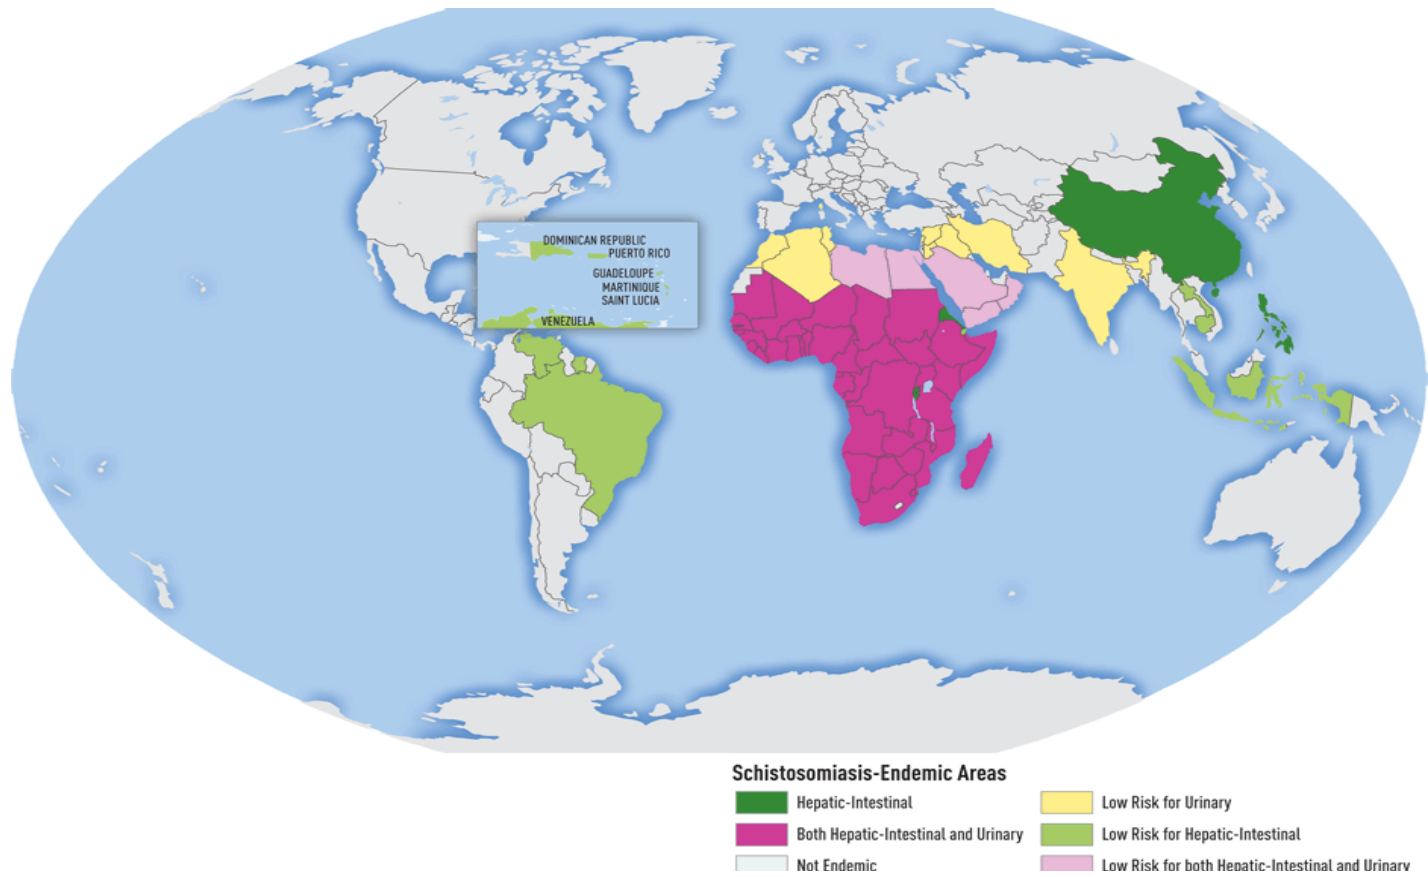 DOMINICAN REPUBLIC
PUERTO RICO
GUADELOUPE
MARTINIQUE
SAINT LUCIA
VENEZUELA
Schistosomiasis-Endemic Areas
Hepatic-Intestinal
Both Hepatic-Intestinal and Urinary
Not Endemic
Low Risk for Urinary
Low Risk for Hepatic-Intestinal
Low Risk for both Hepatic-Intestinal and Urinary